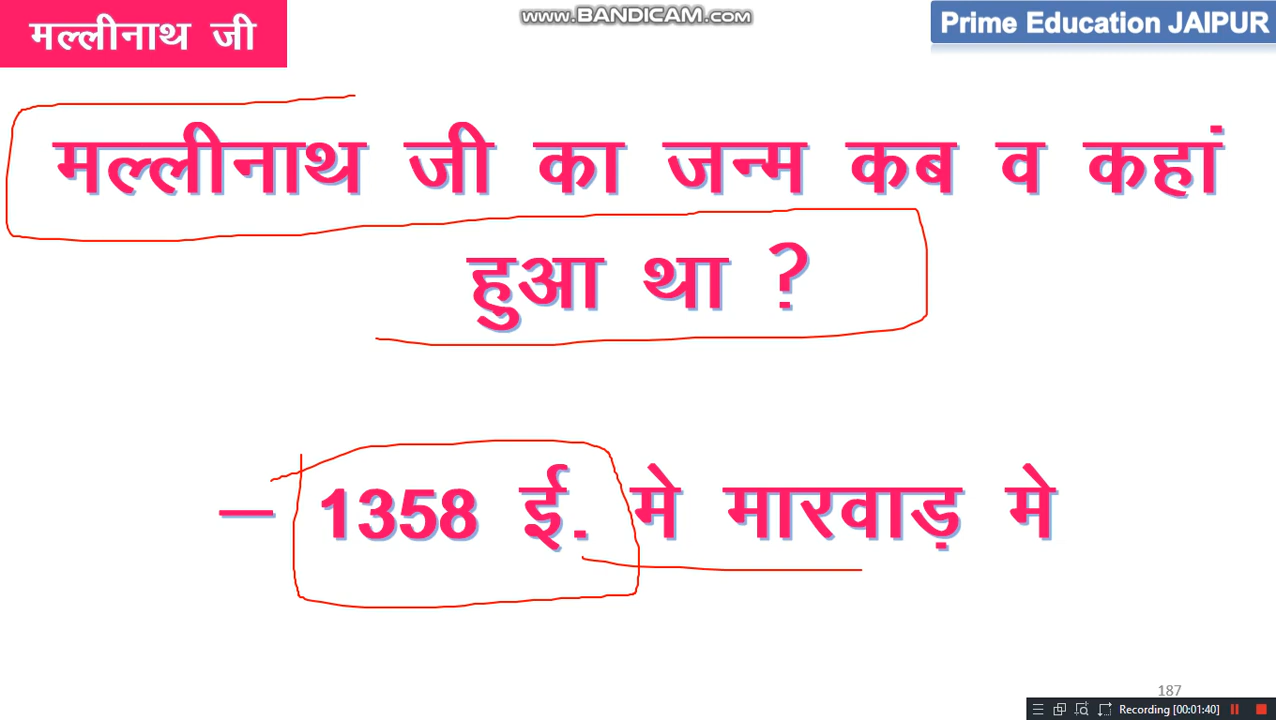 मल्लीनाथ जी
www.BANDICAM.com
Prime Education JAIPUR
मल्लीनाथ जी का जन्म कब व कहां
हुआ था ?
– 1358 ई. मे मारवाड़ मे
187
Recording [00:01:40]